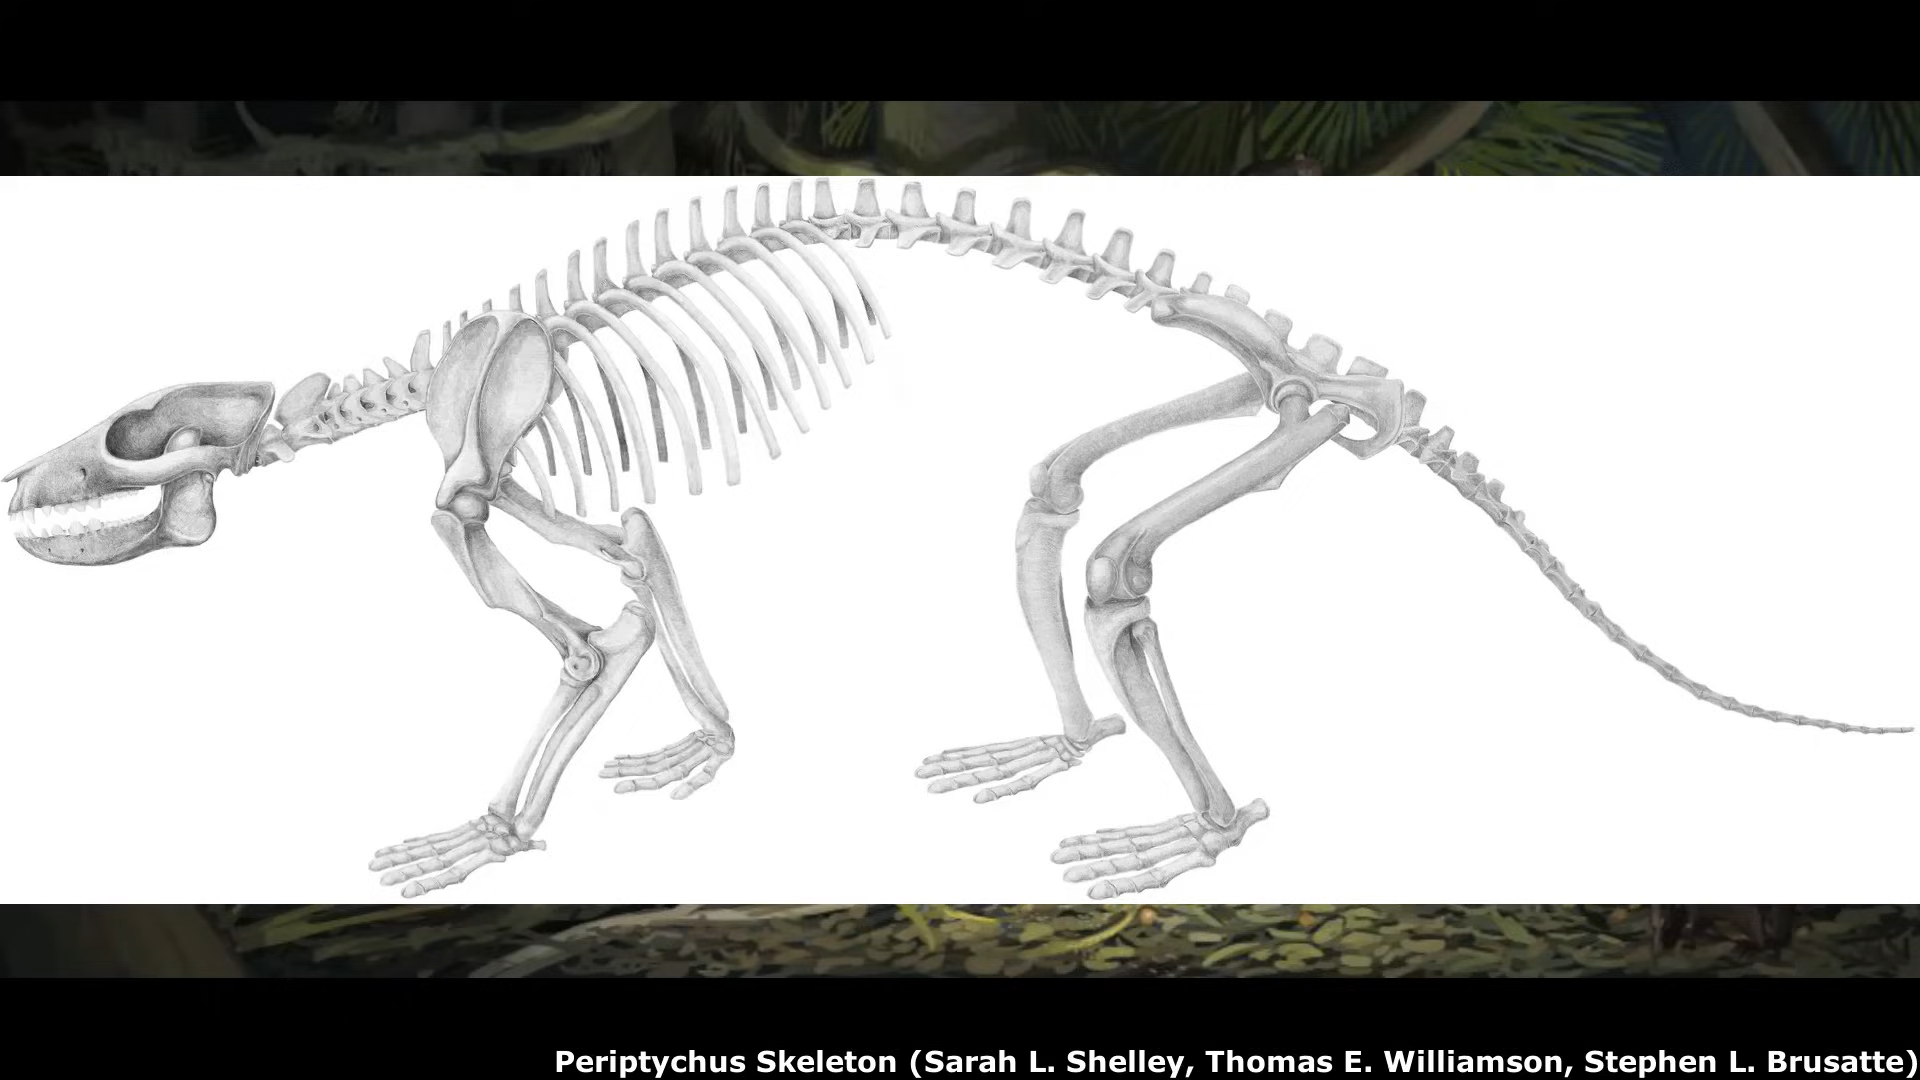 Periptychus Skeleton (Sarah L. Shelley, Thomas E. Williamson, Stephen L. Brusatte)